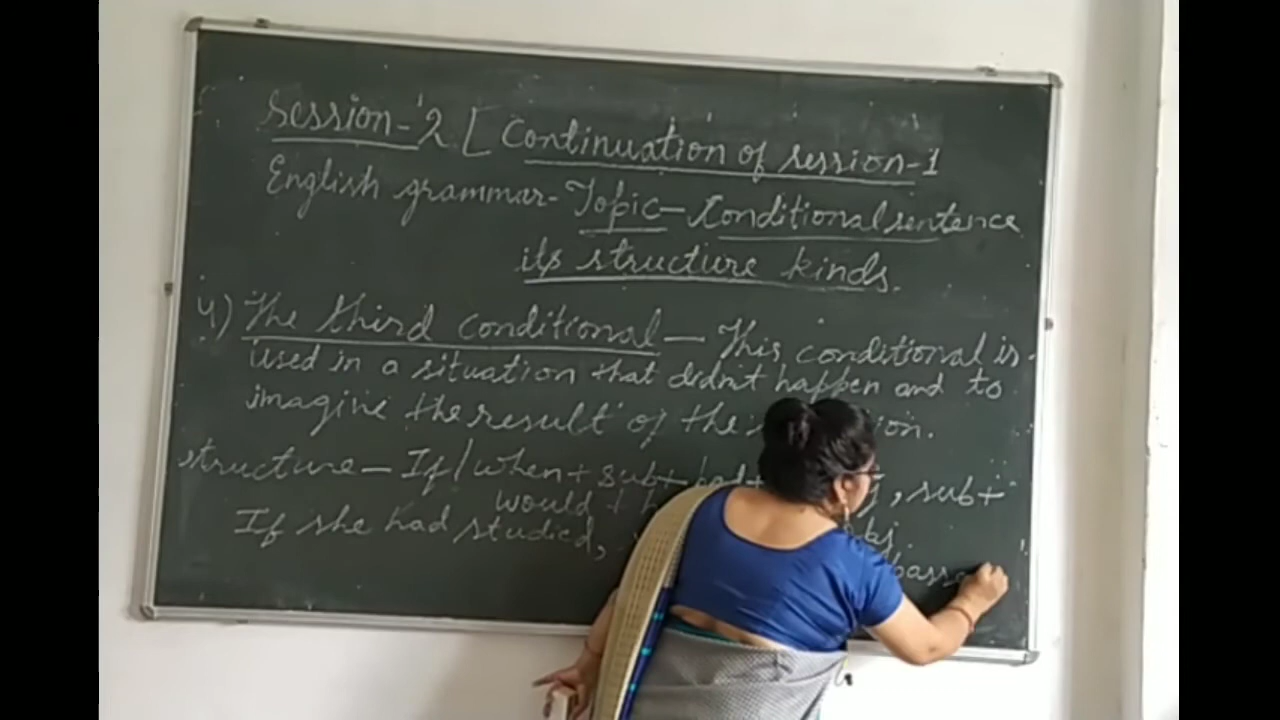 Session-2 [Continuation of session-1
English grammar-Topic-Conditional sentence
its structure kinds.
4) The third conditional - This conditional is
used in a situation that didn't happen and to
imagine the result of the
structure - If/when + sub + had + , sub +
would +
If she had studied,